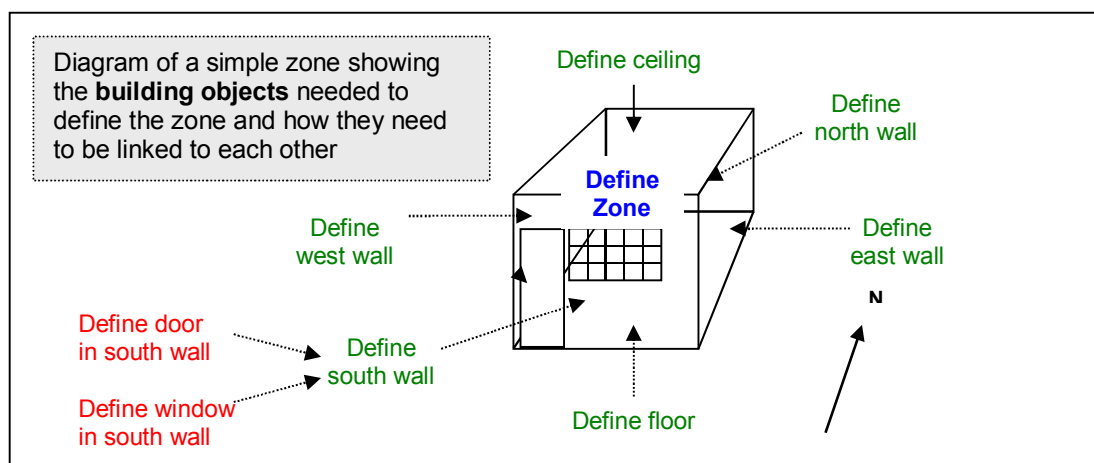 Diagram of a simple zone showing
the building objects needed to
define the zone and how they need
to be linked to each other
Define ceiling
Define
north wall
Define
Zone
Define
west wall
Define
east wall
N
Define door
in south wall
Define
south wall
Define window
in south wall
Define floor